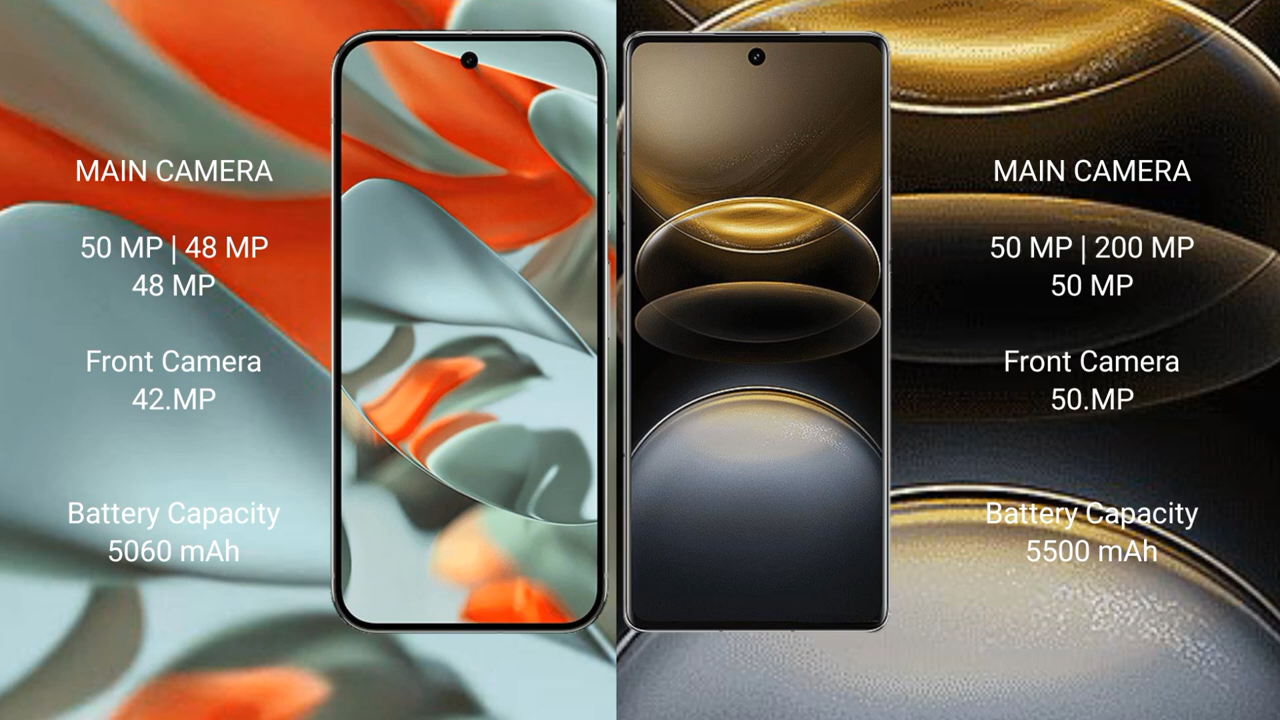 MAIN CAMERA
50 MP | 48 MP
48 MP
Front Camera
42.MP
Battery Capacity
5060 mAh
MAIN CAMERA
50 MP | 200 MP
50 MP
Front Camera
50.MP
Battery Capacity
5500 mAh